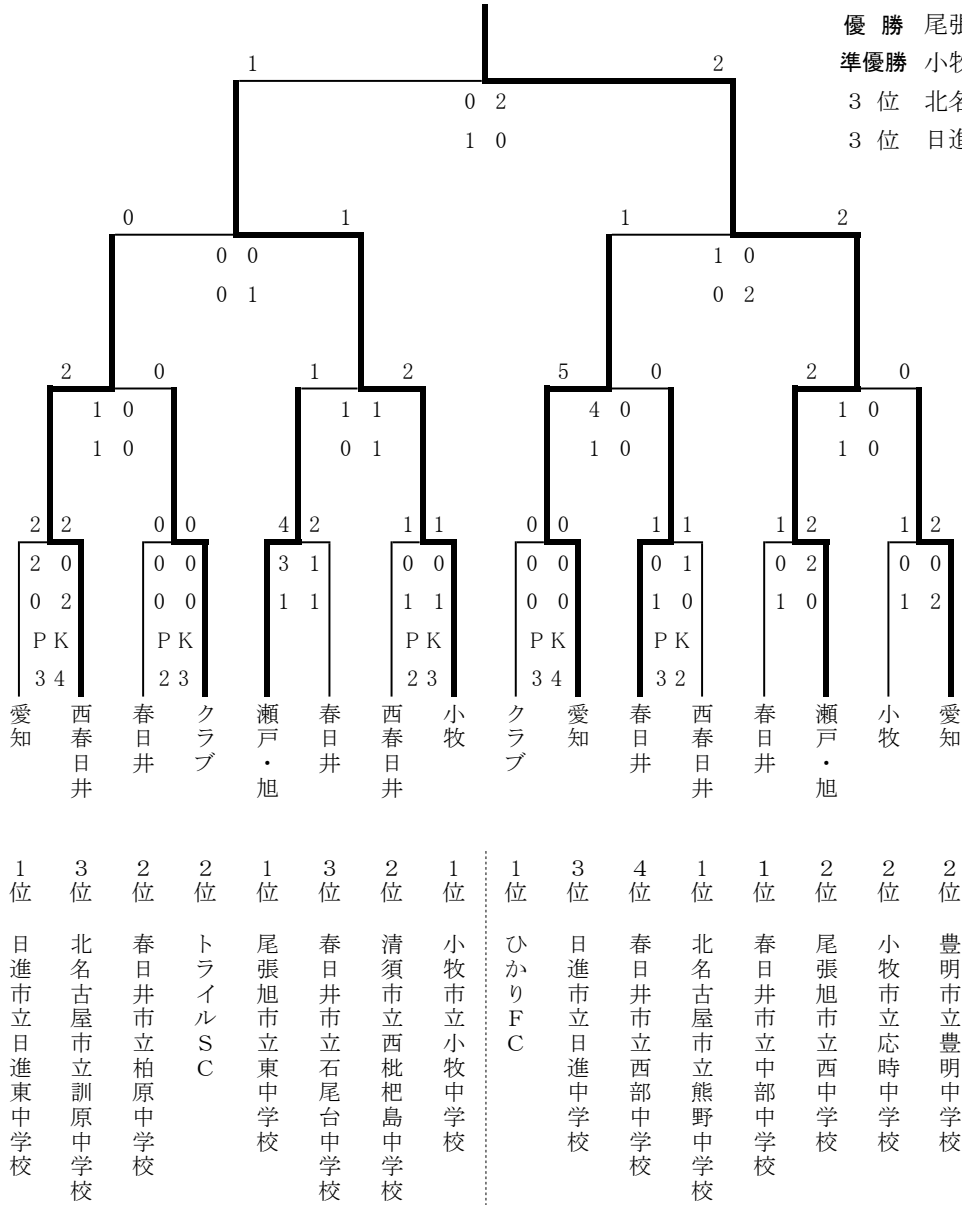 優 勝 尾張
準優勝 小牧
３ 位 北名
３ 位 日進
1 2
0 2
1 0
0 1 1 2
0 0 1 0
0 1 0 2
2 0 1 2 5 0 2 0
1 0 1 1 4 0 1 0
1 0 0 1 1 0 1 0
2 2 0 0 4 2 1 1 0 0 1 1 1 2 1 2
2 0 0 0 3 1 0 0 0 0 0 1 0 2 0 0
0 2 0 0 1 1 1 1 0 0 1 0 1 0 1 2
ＰＫ ＰＫ ＰＫ ＰＫ ＰＫ
3 4 2 3 2 3 3 4 3 2
愛知
西春日井
春日井
クラブ
瀬戸・旭
春日井
西春日井
小牧
クラブ
愛知
春日井
西春日井
春日井
瀬戸・旭
小牧
愛知
１位 日進市立日進東中学校
３位 北名古屋市立訓原中学校
２位 春日井市立柏原中学校
２位 トライルＳＣ
１位 尾張旭市立東中学校
３位 春日井市立石尾台中学校
２位 清須市立西枇杷島中学校
１位 小牧市立小牧中学校
１位 ひかりＦＣ
３位 日進市立日進中学校
４位 春日井市立西部中学校
１位 北名古屋市立熊野中学校
１位 春日井市立中部中学校
２位 尾張旭市立西中学校
２位 小牧市立応時中学校
２位 豊明市立豊明中学校